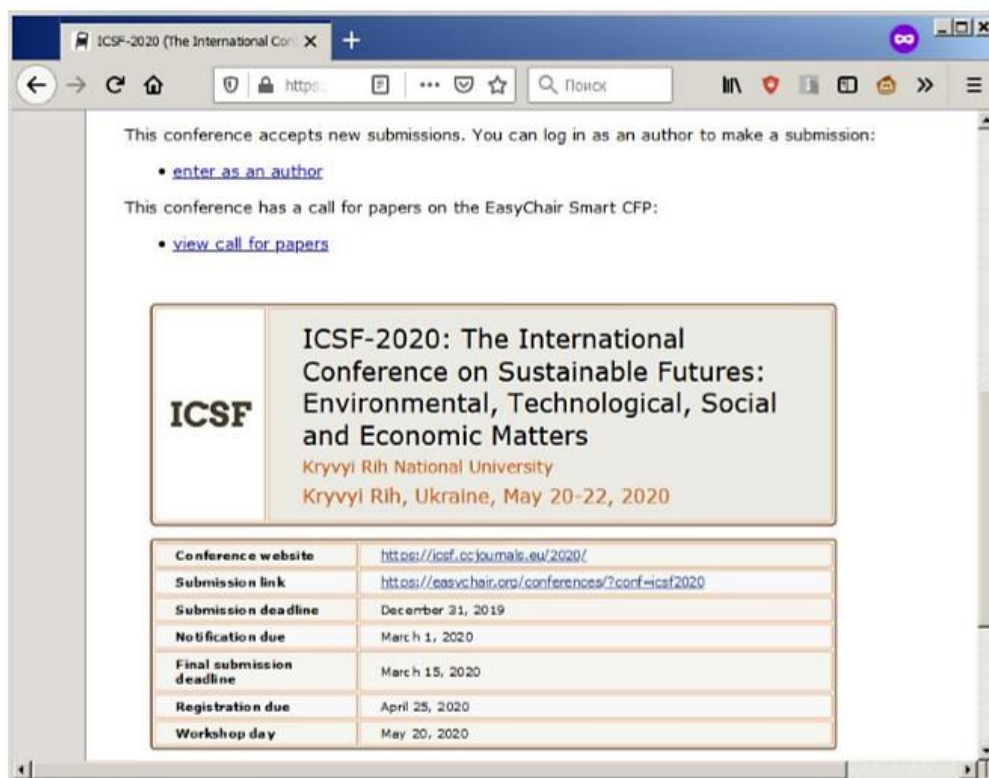 ICSF-2020 (The International Con
https:
Поиск
This conference accepts new submissions. You can log in as an author to make a submission:
• enter as an author
This conference has a call for papers on the EasyChair Smart CFP:
• view call for papers
ICSF
ICSF-2020: The International
Conference on Sustainable Futures:
Environmental, Technological, Social
and Economic Matters
Kryvyi Rih National University
Kryvyi Rih, Ukraine, May 20-22, 2020
Conference website https://icsf.ccjournals.eu/2020/
Submission link https://easychair.org/conferences/?conf=icsf2020
Submission deadline December 31, 2019
Notification due March 1, 2020
Final submission
deadline March 15, 2020
Registration due April 25, 2020
Workshop day May 20, 2020